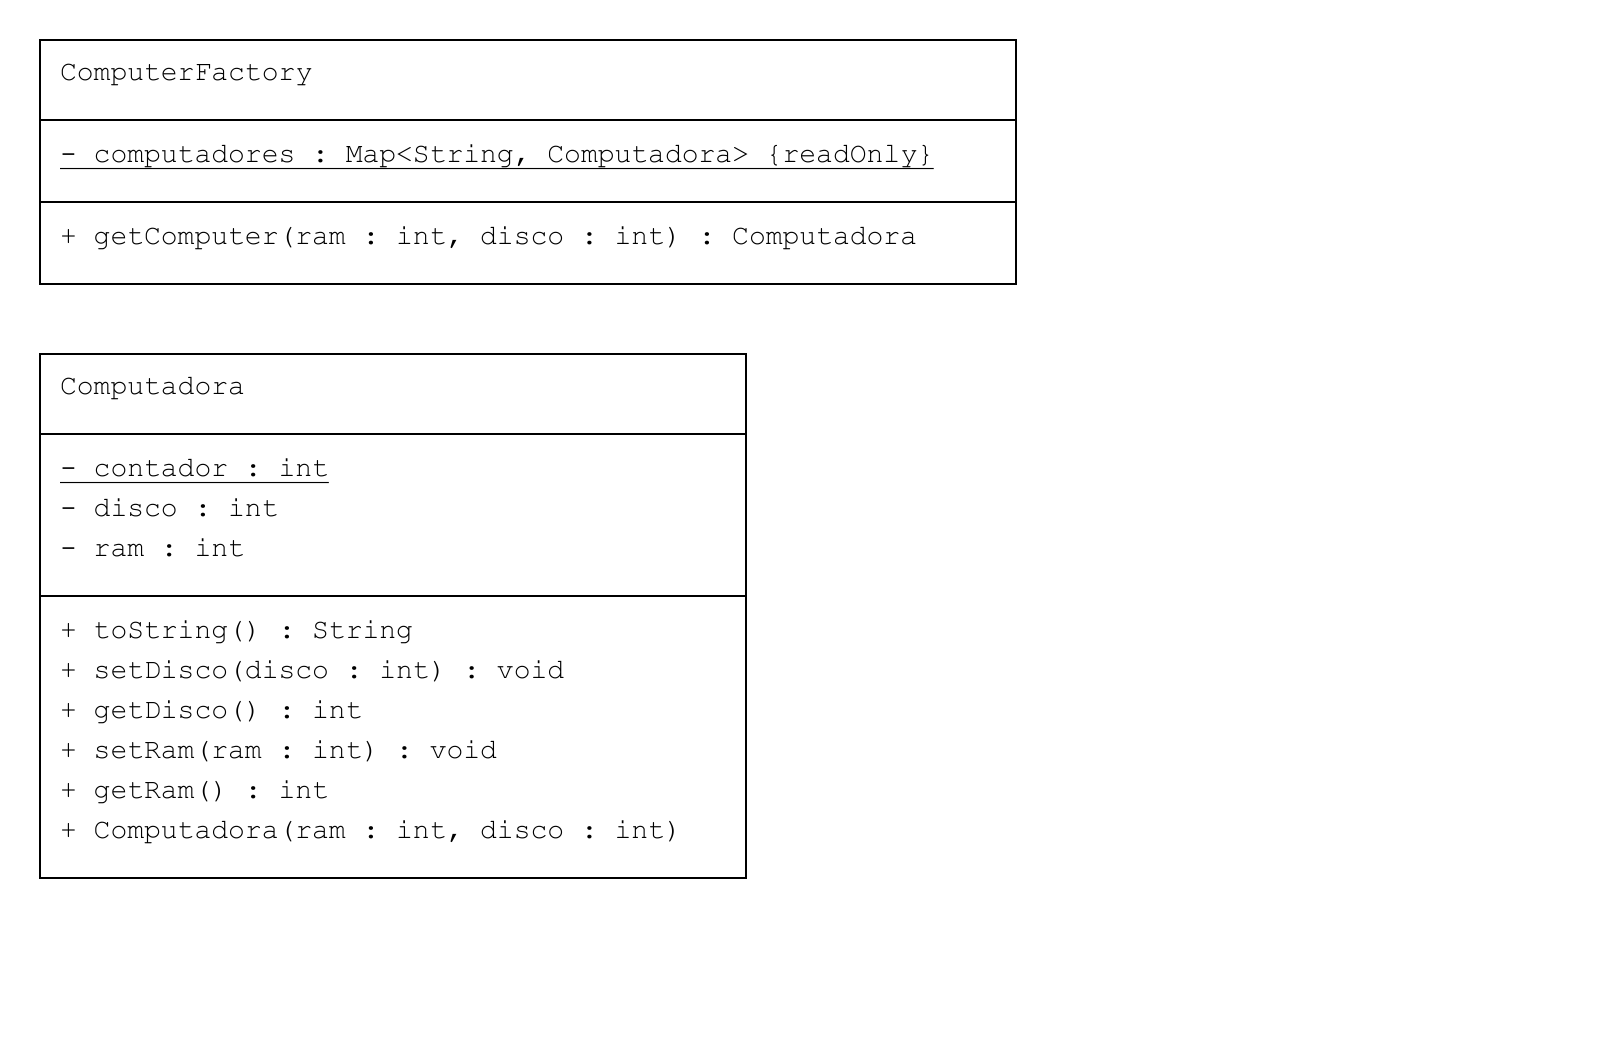 ComputerFactory
- computadores : Map<String, Computadora> {readOnly}
+ getComputer(ram : int, disco : int) : Computadora
Computadora
- contador : int
- disco : int
- ram : int
+ toString() : String
+ setDisco(disco : int) : void
+ getDisco() : int
+ setRam(ram : int) : void
+ getRam() : int
+ Computadora(ram : int, disco : int)